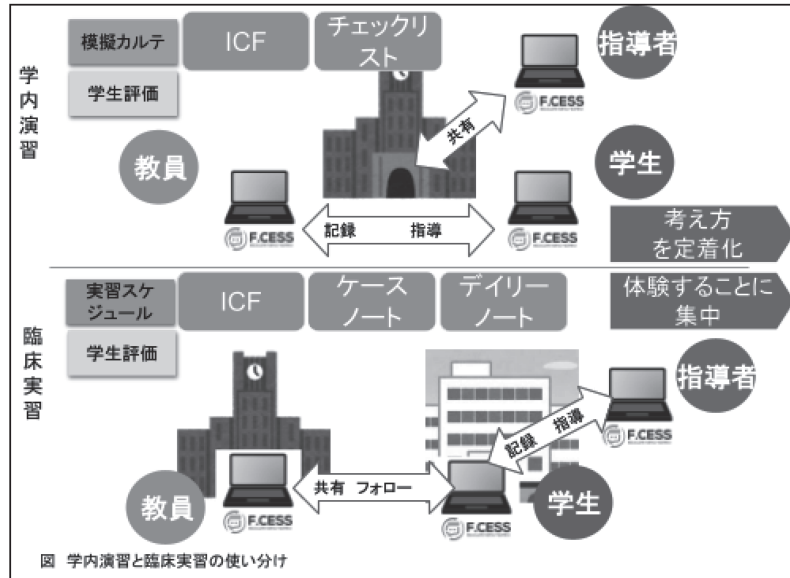 学内演習
模擬カルテ
ICF
チェックリ
スト
学生評価
教員
指導者
F.CESS
共有
学生
F.CESS
F.CESS
記録 指導
考え方
を定着化
臨床実習
実習スケ
ジュール
ICF
ケース
ノート
デイリー
ノート
体験することに
集中
学生評価
指導者
F.CESS
記録 指導
教員
F.CESS
共有 フォロー
F.CESS
学生
図 学内演習と臨床実習の使い分け